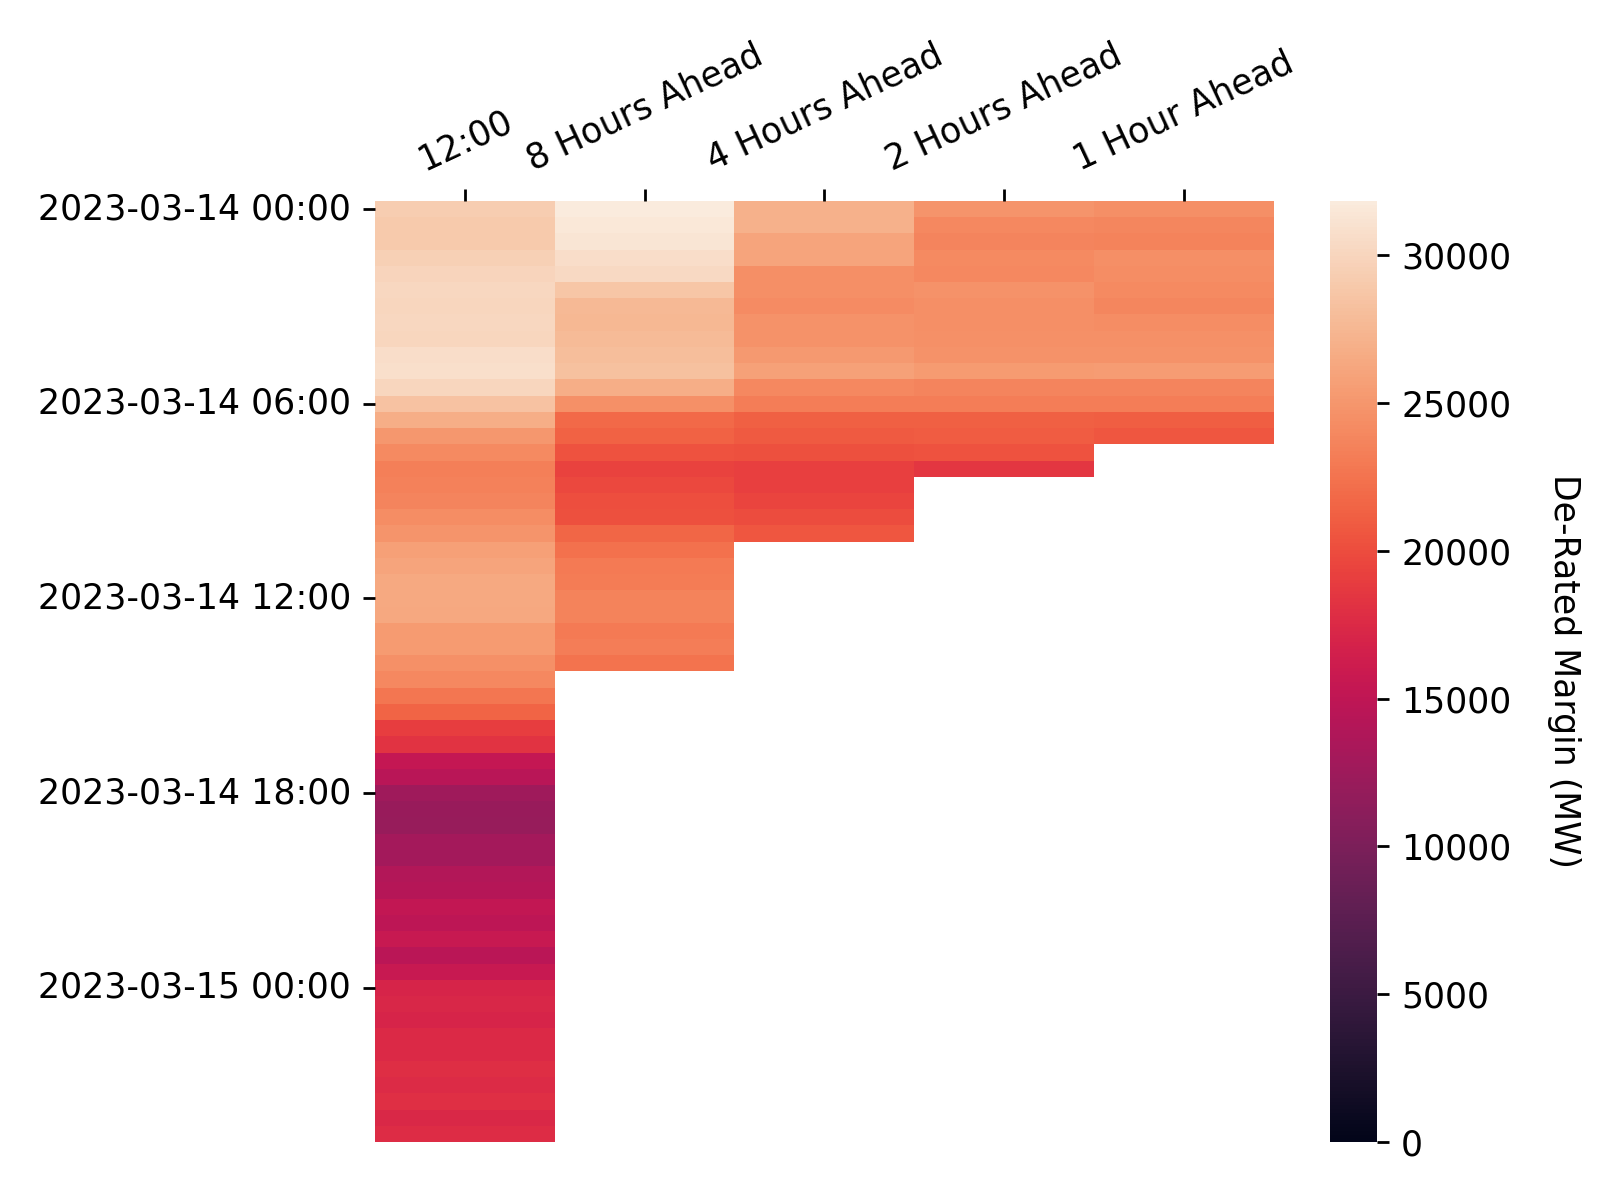 12:00
8 Hours Ahead
4 Hours Ahead
2 Hours Ahead
1 Hour Ahead
2023-03-14 00:00
2023-03-14 06:00
2023-03-14 12:00
2023-03-14 18:00
2023-03-15 00:00
30000
25000
20000
15000
10000
5000
0
De-Rated Margin (MW)